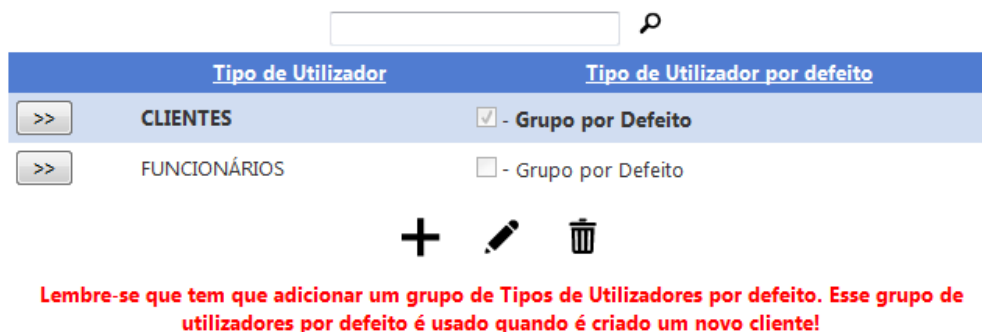 Tipo de Utilizador Tipo de Utilizador por defeito
>> CLIENTES - Grupo por Defeito
>> FUNCIONÁRIOS - Grupo por Defeito
Lembre-se que tem que adicionar um grupo de Tipos de Utilizadores por defeito. Esse grupo de
utilizadores por defeito é usado quando é criado um novo cliente!